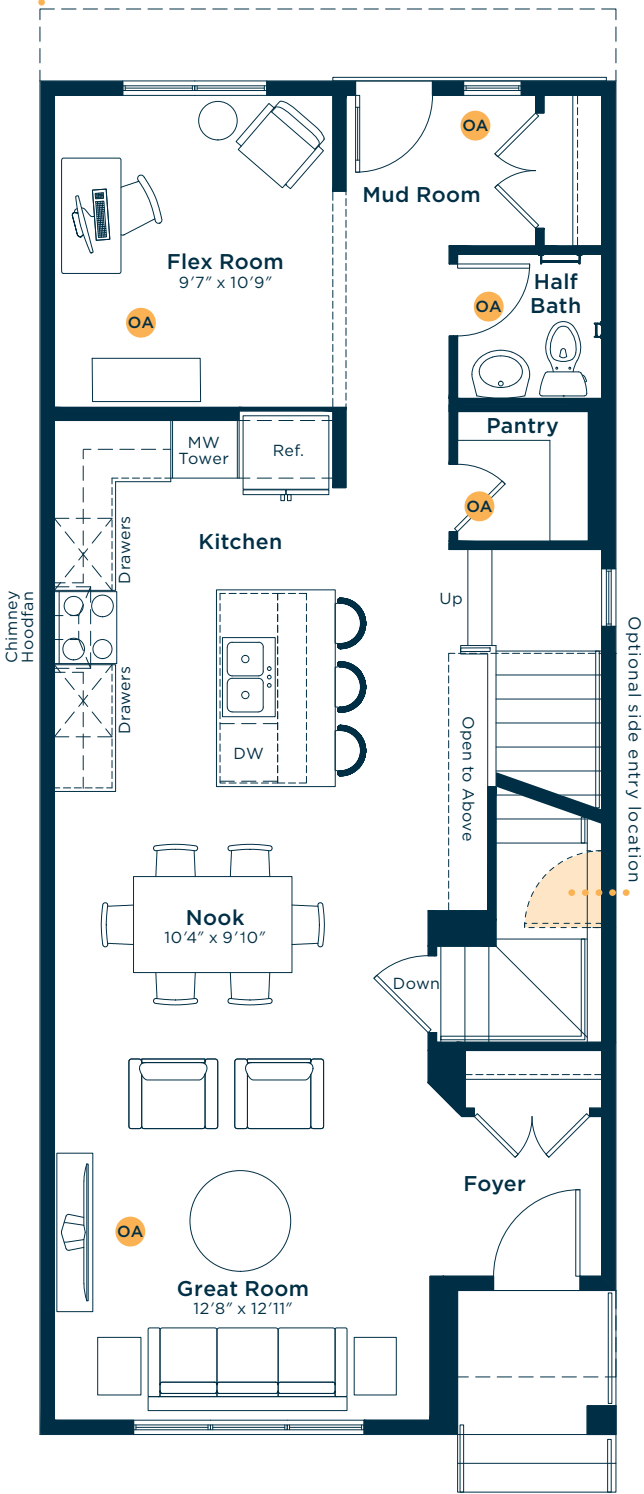 OA
Mud Room
Flex Room
9'7" x 10'9"
OA
Half
Bath
OA
Pantry
OA
MW
Tower
Ref.
Kitchen
Drawers
Chimney
Hoodfan
Drawers
DW
Up
Open to Above
Optional side entry location
Nook
10'4" x 9'10"
Down
Foyer
OA
Great Room
12'8" x 12'11"